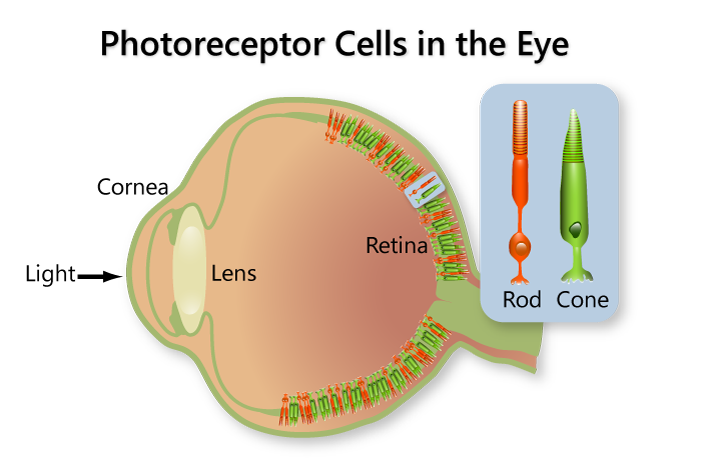 Photoreceptor Cells in the Eye
Cornea
Retina
Light
Lens
Rod
Cone